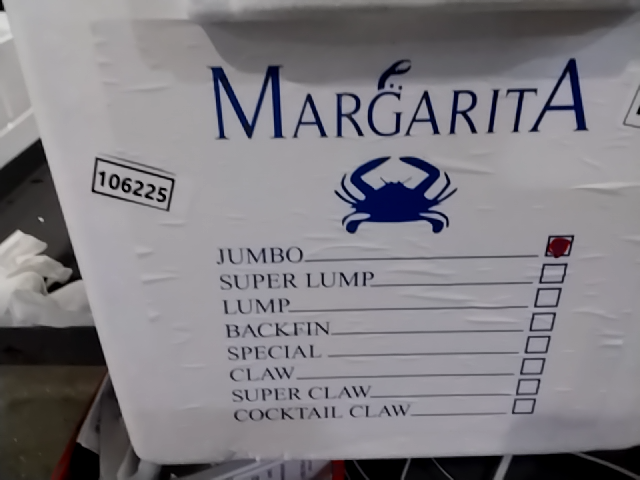 MARGARITA
106225
JUMBO
SUPER LUMP
LUMP
BACKFIN
SPECIAL
CLAW
SUPER CLAW
COCKTAIL CLAW